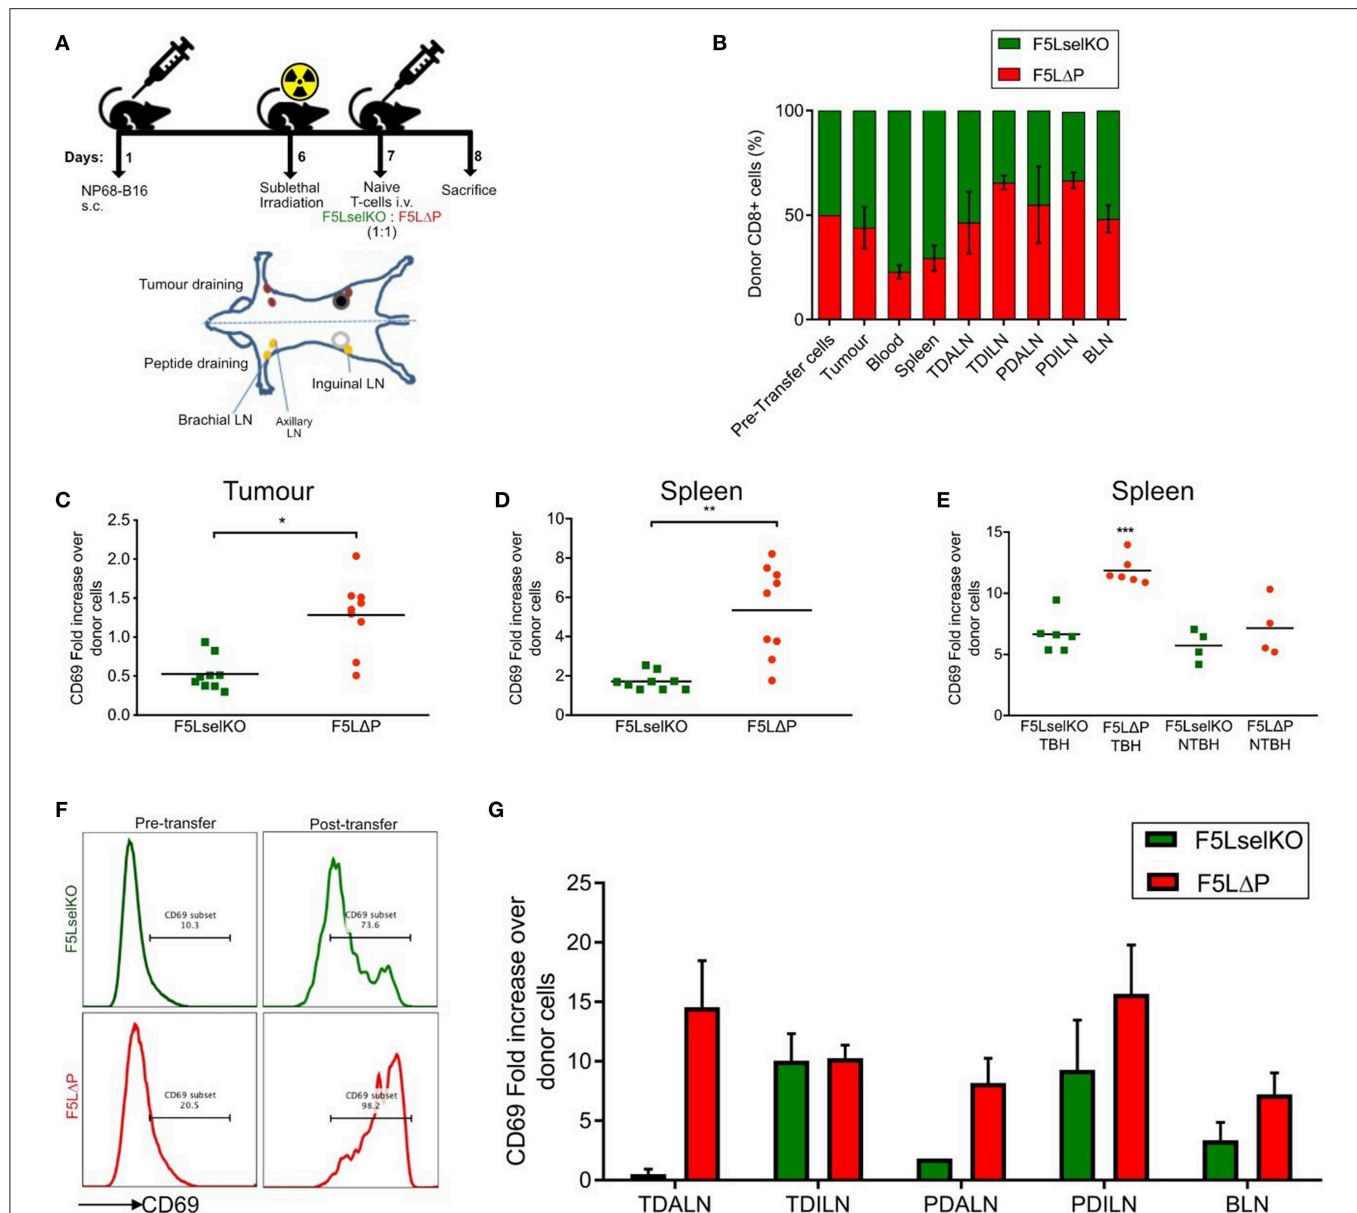 A
Days: 1 6 7 8
NP68-B16
s.c.
Sublethal
Irradiation
Naive
T-cells i.v.
F5LselKO : F5LΔP
(1:1)
Sacrifice
Tumour draining
Peptide draining
Inguinal LN
Brachial LN
Axillary
LN
B
F5LselKO
F5LΔP
Donor CD8+ cells (%)
100
50
0
Pre-Transfer cells
Tumour
Blood
Spleen
TDALN
TDILN
PDALN
PDILN
BLN
C
Tumour
CD69 Fold increase over
donor cells
2.5
2.0
1.5
1.0
0.5
0.0
*
F5LselKO
F5LΔP
D
Spleen
CD69 Fold increase over
donor cells
10
8
6
4
2
0
**
F5LselKO
F5LΔP
E
Spleen
CD69 Fold increase over
donor cells
15
10
5
0
***
F5LselKO
TBH
F5LΔP
TBH
F5LselKO
NTBH
F5LΔP
NTBH
F
Pre-transfer
Post-transfer
F5LselKO
CD69 subset
10.3
CD69 subset
73.6
F5LΔP
CD69 subset
20.5
CD69 subset
98.2
CD69
G
F5LselKO
F5LΔP
CD69 Fold increase over
donor cells
25
20
15
10
5
0
TDALN
TDILN
PDALN
PDILN
BLN